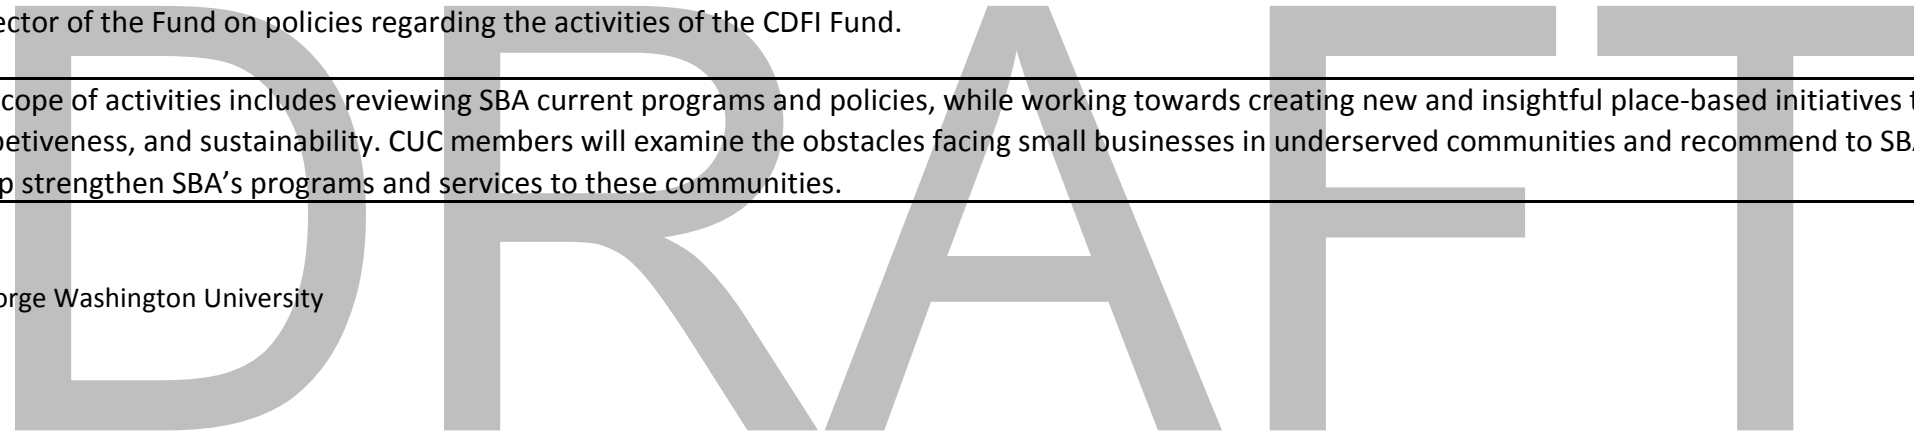 ector of the Fund on policies regarding the activities of the CDFI Fund.
cope of activities includes reviewing SBA current programs and policies, while working towards creating new and insightful place-based initiatives t
petiveness, and sustainability. CUC members will examine the obstacles facing small businesses in underserved communities and recommend to SBA
p strengthen SBA’s programs and services to these communities.
orge Washington University
DRAFT